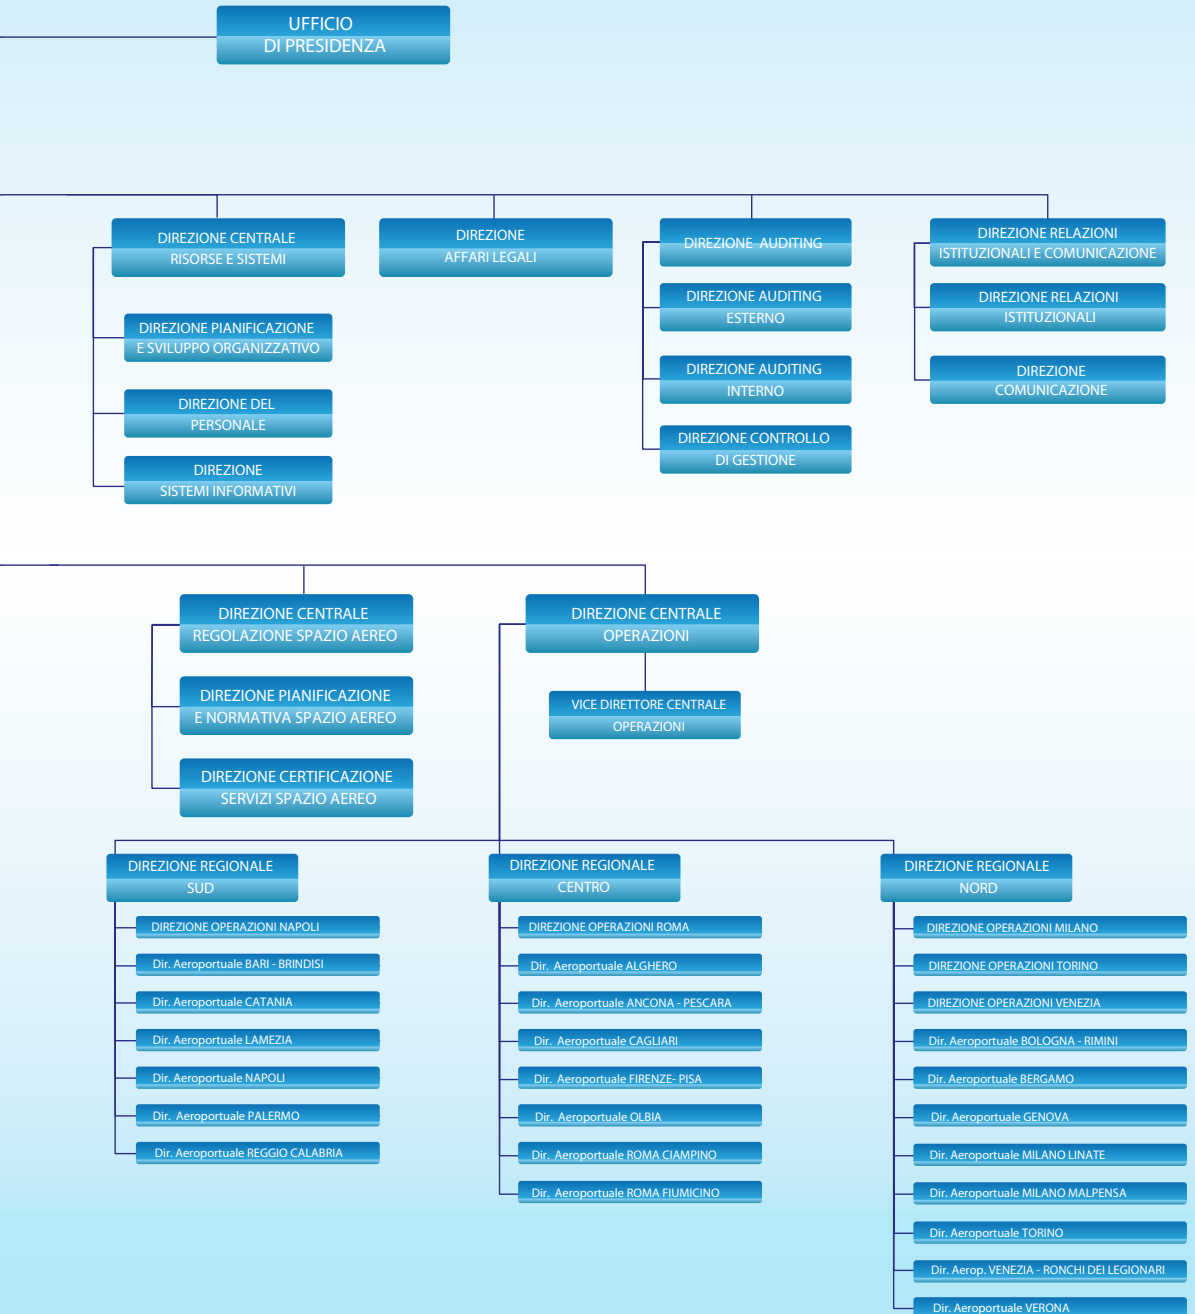 UFFICIO
DI PRESIDENZA
DIREZIONE CENTRALE
RISORSE E SISTEMI
DIREZIONE PIANIFICAZIONE
E SVILUPPO ORGANIZZATIVO
DIREZIONE DEL
PERSONALE
DIREZIONE
SISTEMI INFORMATIVI
DIREZIONE
AFFARI LEGALI
DIREZIONE AUDITING
DIREZIONE AUDITING
ESTERNO
DIREZIONE AUDITING
INTERNO
DIREZIONE CONTROLLO
DI GESTIONE
DIREZIONE RELAZIONI
ISTITUZIONALI E COMUNICAZIONE
DIREZIONE RELAZIONI
ISTITUZIONALI
DIREZIONE
COMUNICAZIONE
DIREZIONE CENTRALE
REGOLAZIONE SPAZIO AEREO
DIREZIONE PIANIFICAZIONE
E NORMATIVA SPAZIO AEREO
DIREZIONE CERTIFICAZIONE
SERVIZI SPAZIO AEREO
DIREZIONE CENTRALE
OPERAZIONI
VICE DIRETTORE CENTRALE
OPERAZIONI
DIREZIONE REGIONALE
SUD
DIREZIONE OPERAZIONI NAPOLI
Dir. Aeroportuale BARI - BRINDISI
Dir. Aeroportuale CATANIA
Dir. Aeroportuale LAMEZIA
Dir. Aeroportuale NAPOLI
Dir. Aeroportuale PALERMO
Dir. Aeroportuale REGGIO CALABRIA
DIREZIONE REGIONALE
CENTRO
DIREZIONE OPERAZIONI ROMA
Dir. Aeroportuale ALGHERO
Dir. Aeroportuale ANCONA - PESCARA
Dir. Aeroportuale CAGLIARI
Dir. Aeroportuale FIRENZE- PISA
Dir. Aeroportuale OLBIA
Dir. Aeroportuale ROMA CIAMPINO
Dir. Aeroportuale ROMA FIUMICINO
DIREZIONE REGIONALE
NORD
DIREZIONE OPERAZIONI MILANO
DIREZIONE OPERAZIONI TORINO
DIREZIONE OPERAZIONI VENEZIA
Dir. Aeroportuale BOLOGNA - RIMINI
Dir. Aeroportuale BERGAMO
Dir. Aeroportuale GENOVA
Dir. Aeroportuale MILANO LINATE
Dir. Aeroportuale MILANO MALPENSA
Dir. Aeroportuale TORINO
Dir. Aerop. VENEZIA - RONCHI DEI LEGIONARI
Dir. Aeroportuale VERONA